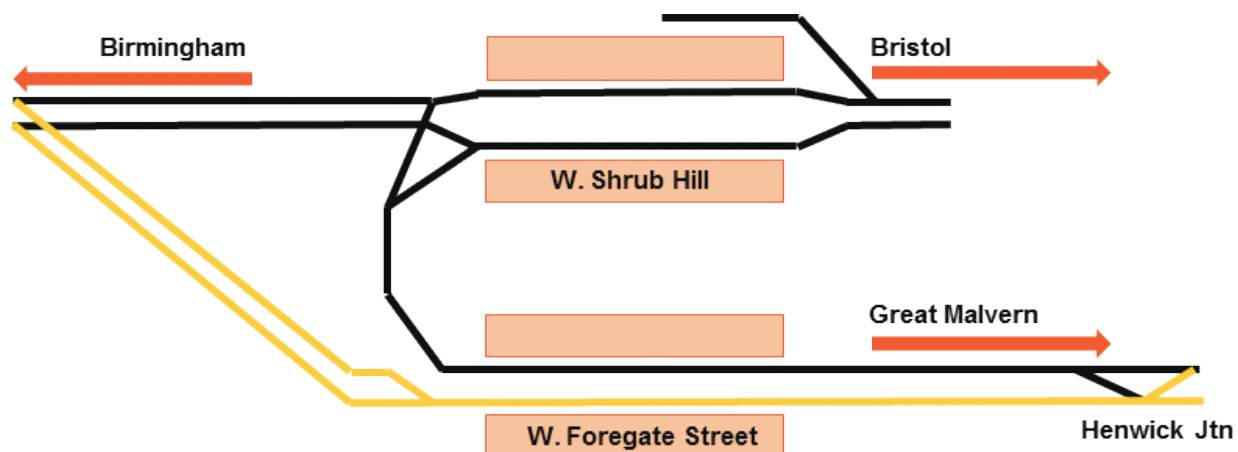 Birmingham
Bristol
W. Shrub Hill
Great Malvern
W. Foregate Street
Henwick Jtn